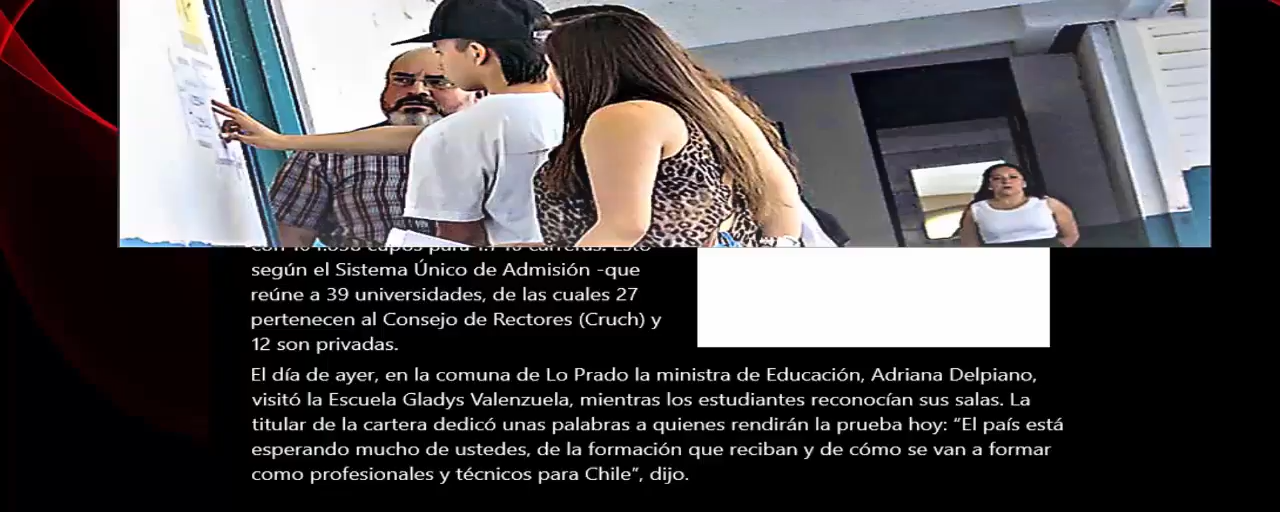 según el Sistema Único de Admisión -que
reúne a 39 universidades, de las cuales 27
pertenecen al Consejo de Rectores (Cruch) y
12 son privadas.
El día de ayer, en la comuna de Lo Prado la ministra de Educación, Adriana Delpiano,
visitó la Escuela Gladys Valenzuela, mientras los estudiantes reconocían sus salas. La
titular de la cartera dedicó unas palabras a quienes rendirán la prueba hoy: “El país está
esperando mucho de ustedes, de la formación que reciban y de cómo se van a formar
como profesionales y técnicos para Chile”, dijo.